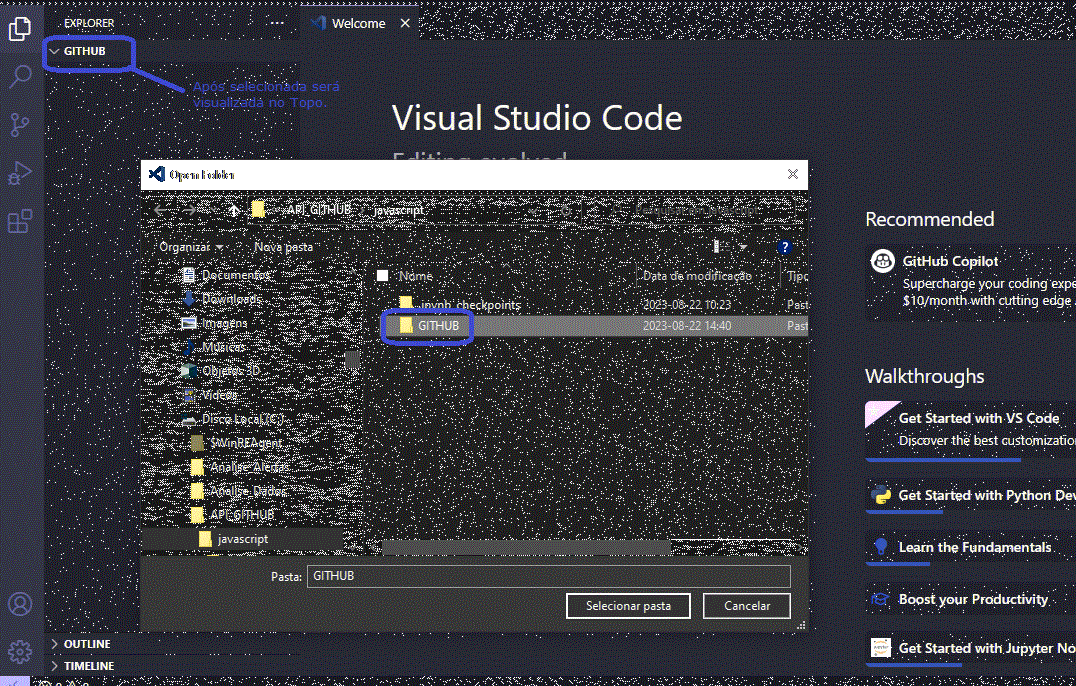 EXPLORER
···
Welcome
GITHUB
Após selecionada será
visualizada no Topo.
Visual Studio Code
Editing evolved
Open Folder
API_GITHUB
javascript
Organizar
Nova pasta
?
Documentos
Downloads
Imagens
Músicas
Objetos 3D
Vídeos
Disco Local (C:)
$WinREAgent
Analise_Alertas
Analise_Dados
API_GITHUB
javascript
Nome
Data de modificação
Tipo
.ipynb_checkpoints
2023-08-22 10:23
Past
GITHUB
2023-08-22 14:40
Past
Pasta:
GITHUB
Selecionar pasta
Cancelar
Recommended
GitHub Copilot
Supercharge your coding expe
$10/month with cutting edge
Walkthroughs
Get Started with VS Code
Discover the best customizatio
Get Started with Python Dev
Learn the Fundamentals
Boost your Productivity
Get Started with Jupyter No
OUTLINE
TIMELINE